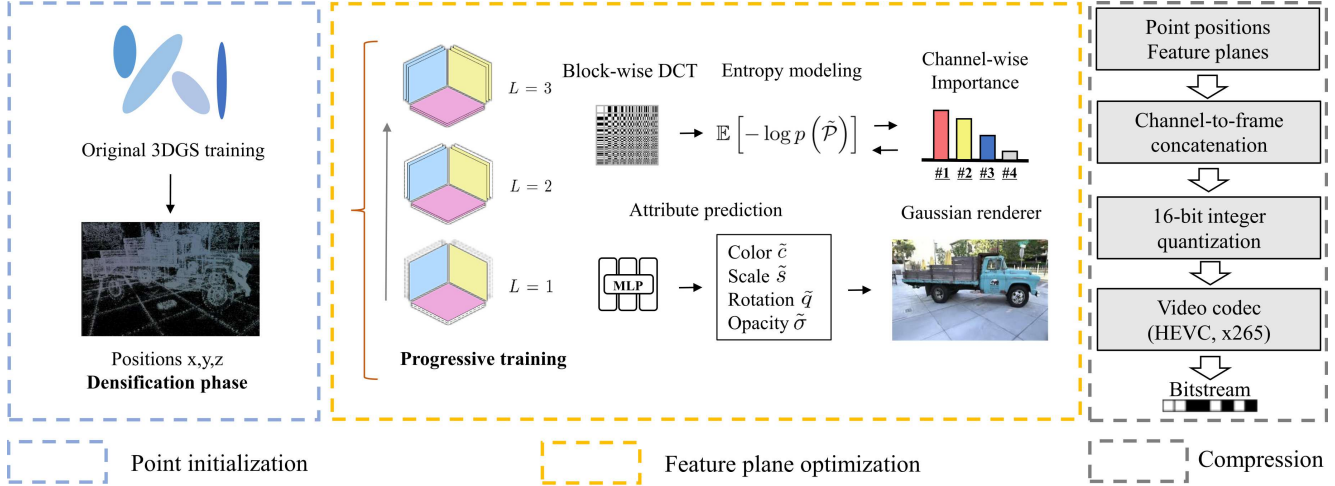 Original 3DGS training
Positions x,y,z
Densification phase
L = 3
L = 2
L = 1
Progressive training
Block-wise DCT
Entropy modeling
Channel-wise
Importance
𝔼 [ − log p ( 𝒫̃ ) ]
#1 #2 #3 #4
Attribute prediction
Gaussian renderer
MLP
Color c̃
Scale s̃
Rotation q̃
Opacity σ̃
Point positions
Feature planes
Channel-to-frame
concatenation
16-bit integer
quantization
Video codec
(HEVC, x265)
Bitstream
Point initialization
Feature plane optimization
Compression